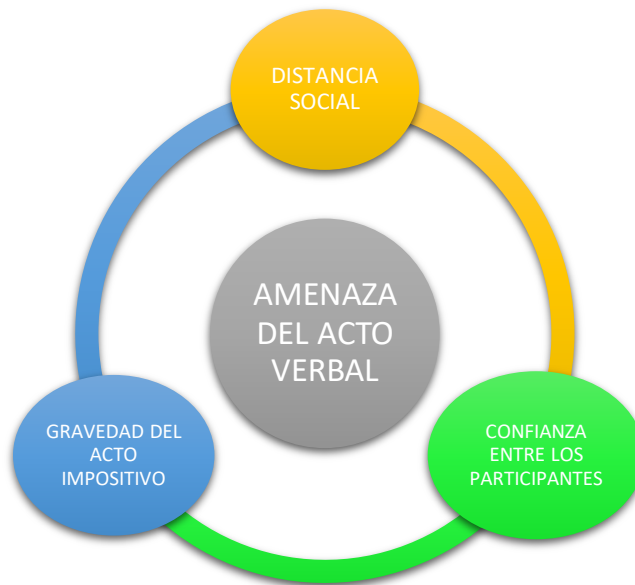 DISTANCIA
SOCIAL
AMENAZA
DEL ACTO
VERBAL
GRAVEDAD DEL
ACTO
IMPOSITIVO
CONFIANZA
ENTRE LOS
PARTICIPANTES